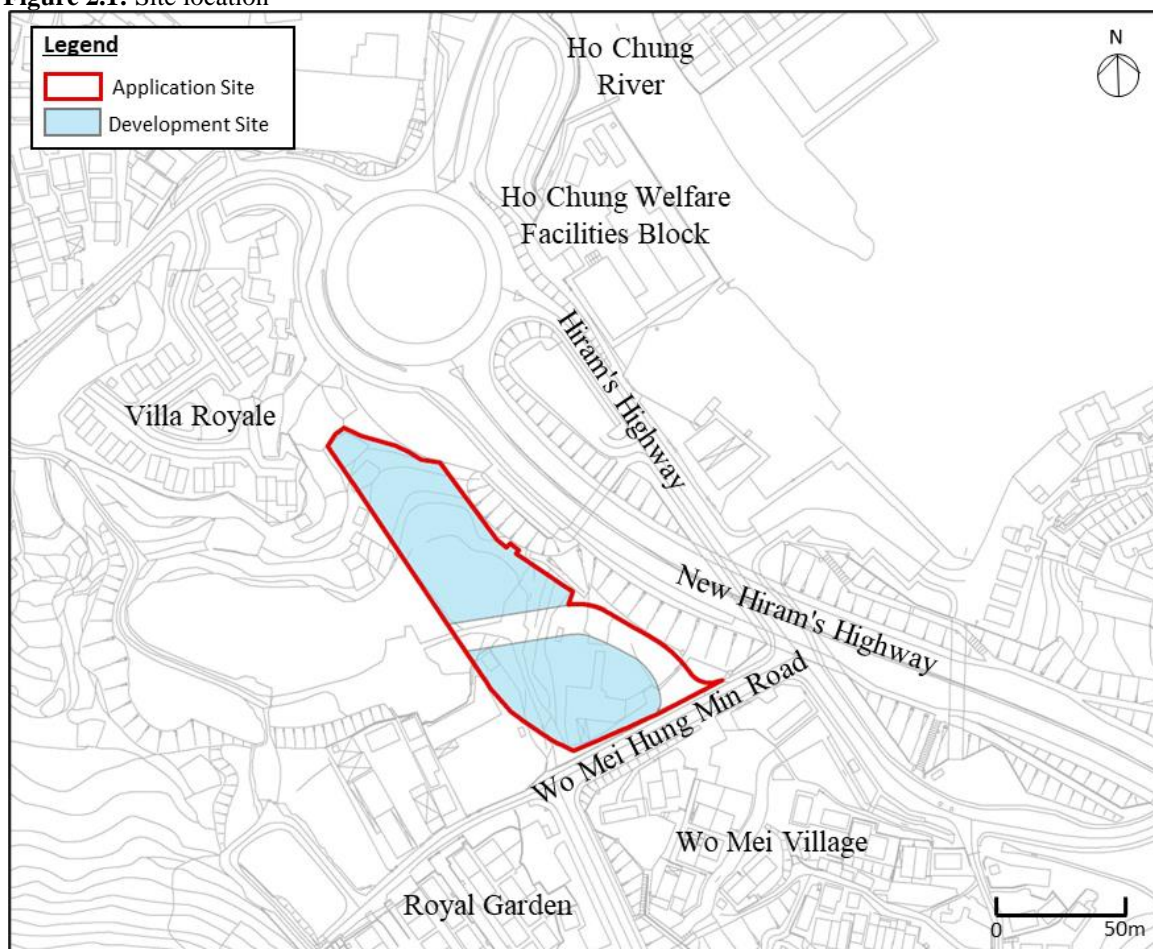 Figure 2.1: Site location
Legend
Application Site
Development Site
N
Ho Chung
River
Ho Chung Welfare
Facilities Block
Hiram's Highway
Villa Royale
New Hiram's Highway
Wo Mei Hung Min Road
Wo Mei Village
Royal Garden
0
50m